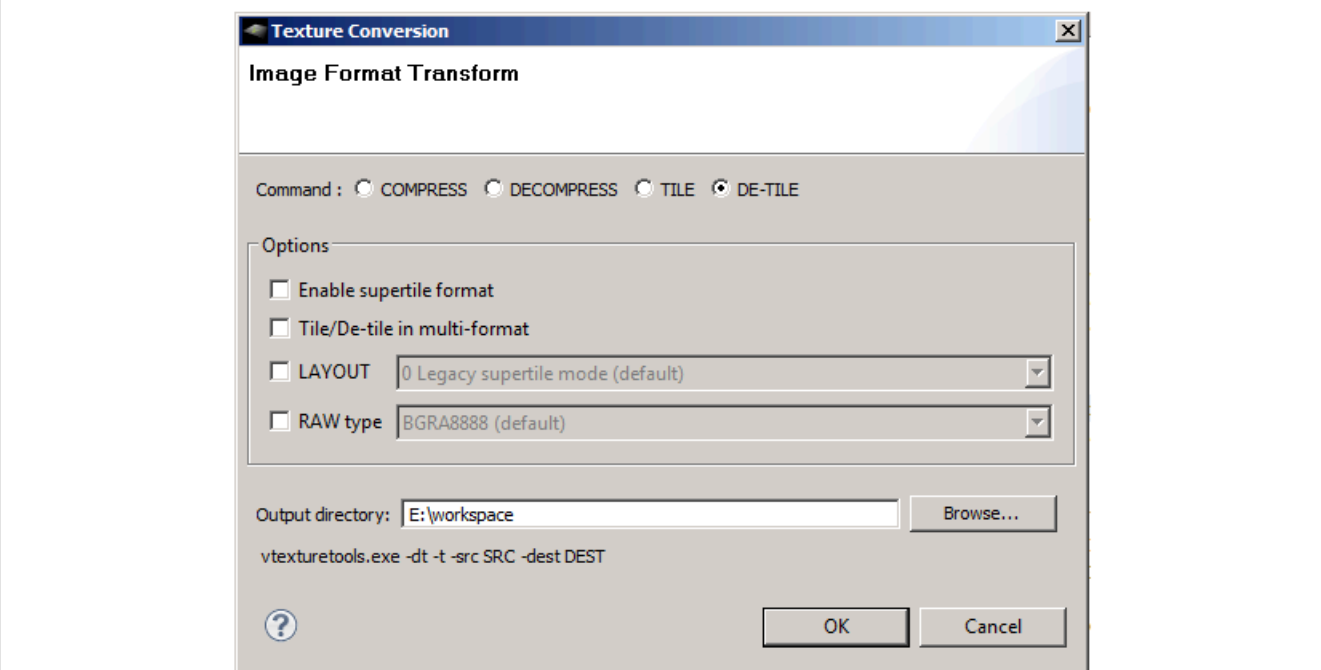 Texture Conversion
Image Format Transform
Command : COMPRESS DECOMPRESS TILE DE-TILE
Options
Enable supertile format
Tile/De-tile in multi-format
LAYOUT 0 Legacy supertile mode (default)
RAW type BGRA8888 (default)
Output directory: E:\workspace Browse...
vtexturetools.exe -dt -t -src SRC -dest DEST
? OK Cancel